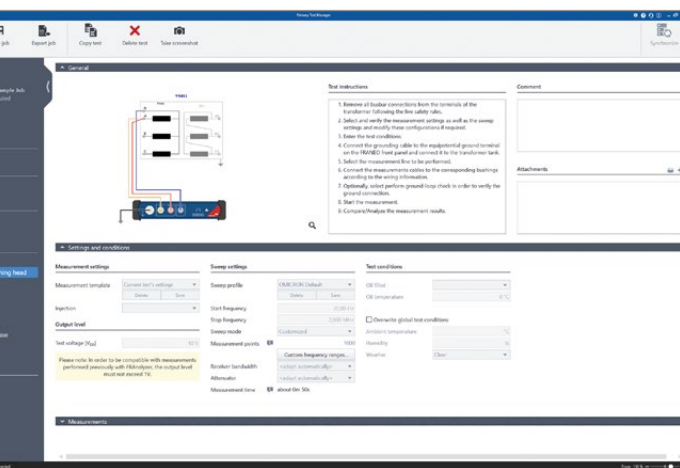 Primary Test Manager
job
Export job
Copy test
Delete test
Take screenshot
Synchronize
General
Test instructions
1. Remove all busbar connections from the terminals of the
transformer following the five safety rules.
2. Select and verify the measurement settings as well as the sweep
settings and modify these configurations if required.
3. Enter the test conditions.
4. Connect the grounding cable to the equipotential ground terminal
on the FRANEO front panel and connect it to the transformer tank.
5. Select the measurement line to be performed.
6. Connect the measurements cables to the corresponding bushings
according to the wiring information.
7. Optionally, select perform ground loop check in order to verify the
ground connection.
8. Start the measurement.
9. Compare/Analyze the measurement results.
Comment
Attachments
Settings and conditions
Measurement settings
Measurement template
Current test's settings
Delete
Save
Injection
Output level
Test voltage [Vpp]
10 V
Please note: In order to
be compatible with measurements
performed previously with FRAnalyzer, the output level
must not exceed 1V.
Sweep settings
Sweep profile
OMICRON Default
Delete
Save
Start frequency
Stop frequency
Sweep mode
Customized
Measurement points
1000
Custom frequency ranges...
Receiver bandwidth
<select automatically>
Attenuator
<select automatically>
Measurement time
about 0m 50s
Test conditions
Oil filled
Oil temperature
Overwrite global test conditions
Ambient temperature
Humidity
%
Weather
Clear
Measurements